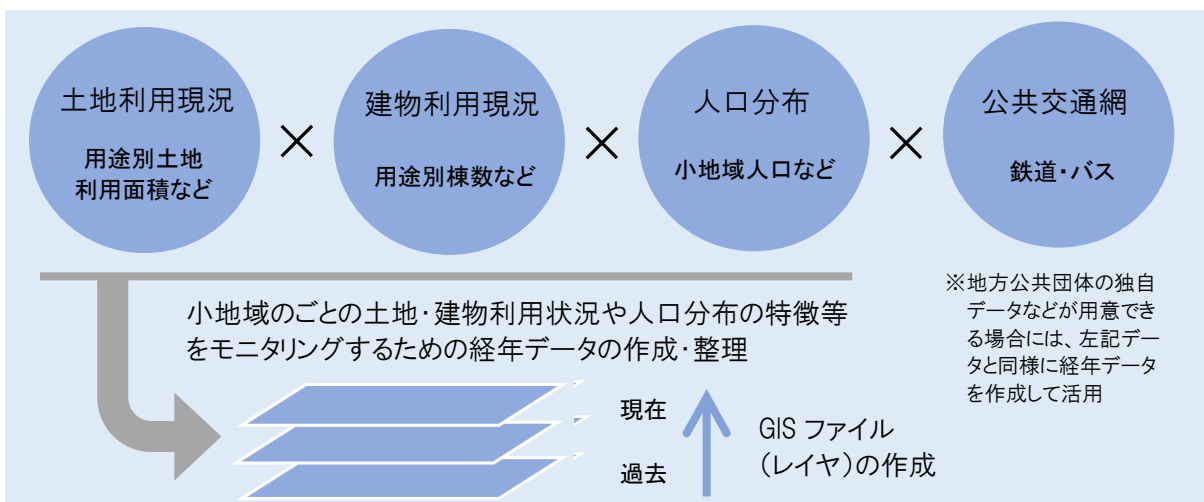 土地利用現況
用途別土地
利用面積など
×
建物利用現況
用途別棟数など
×
人口分布
小地域人口など
×
公共交通網
鉄道・バス
小地域のごとの土地・建物利用状況や人口分布の特徴等
をモニタリングするための経年データの作成・整理
※地方公共団体の独自
データなどが用意でき
る場合には、左記デー
タと同様に経年データ
を作成して活用
現在
過去
GIS ファイル
（レイヤ）の作成